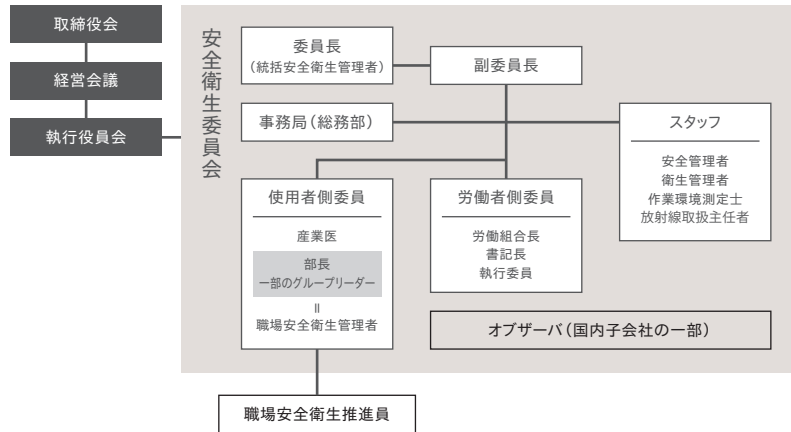 取締役会
経営会議
執行役員会
安全衛生委員会
委員長
（統括安全衛生管理者）
副委員長
事務局（総務部）
スタッフ
安全管理者
衛生管理者
作業環境測定士
放射線取扱主任者
使用者側委員
産業医
部長
一部のグループリーダー
＝
職場安全衛生管理者
労働者側委員
労働組合長
書記長
執行委員
オブザーバ（国内子会社の一部）
職場安全衛生推進員